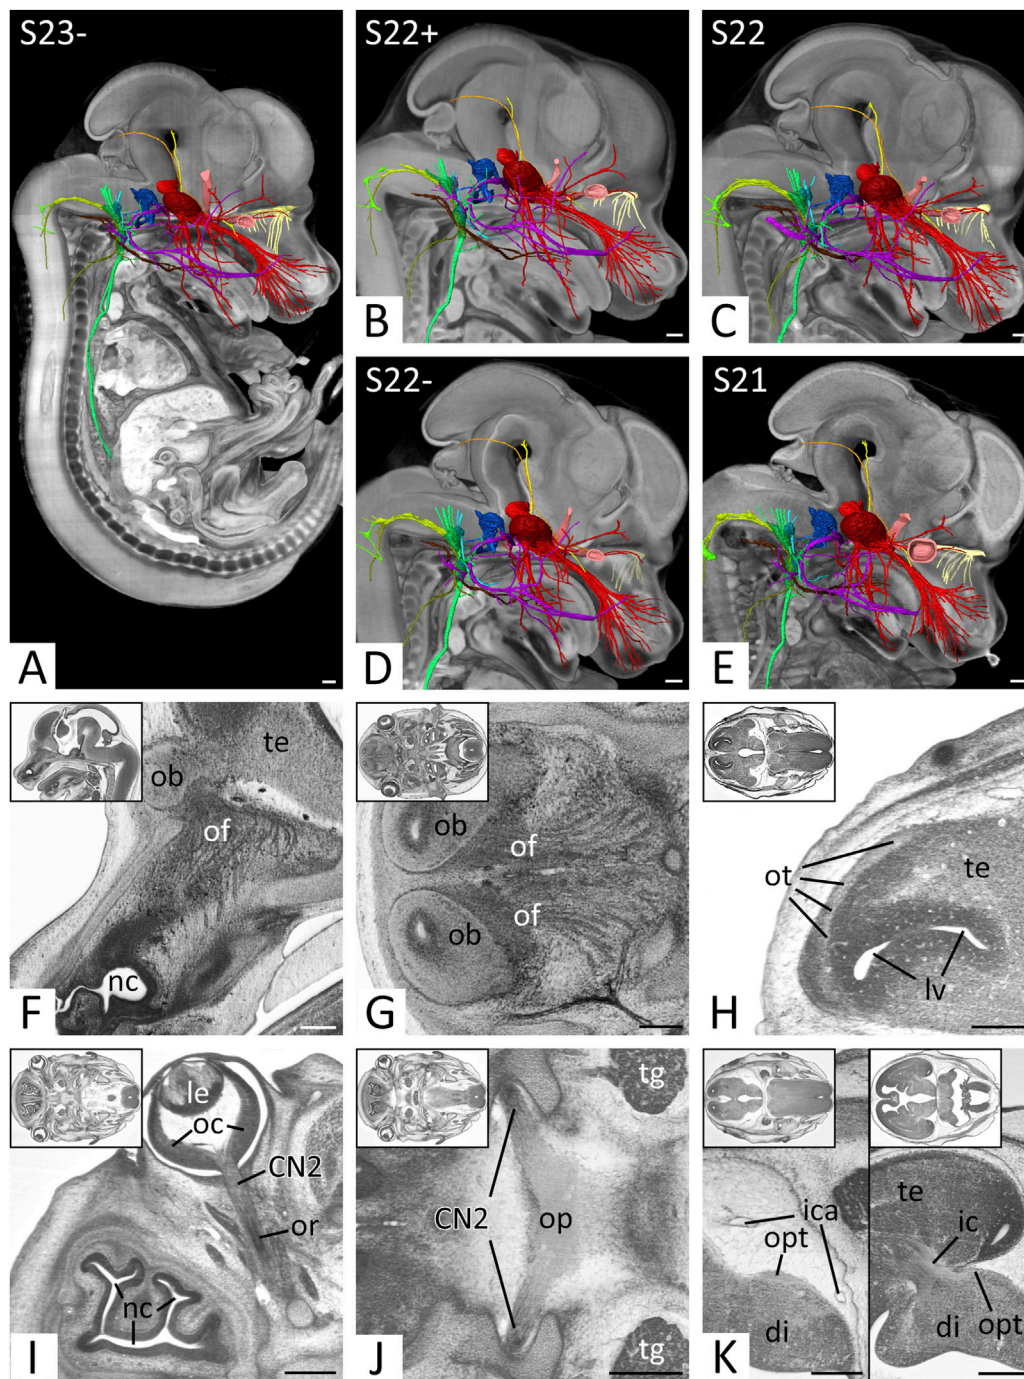 S23-
A
S22+
B
S22
C
S22-
D
S21
E
te
ob
of
nc
F
ob
of
of
ob
G
te
ot
lv
H
le
oc
CN2
or
nc
I
tg
CN2
op
tg
J
te
ica
ic
opt
di
di
opt
K